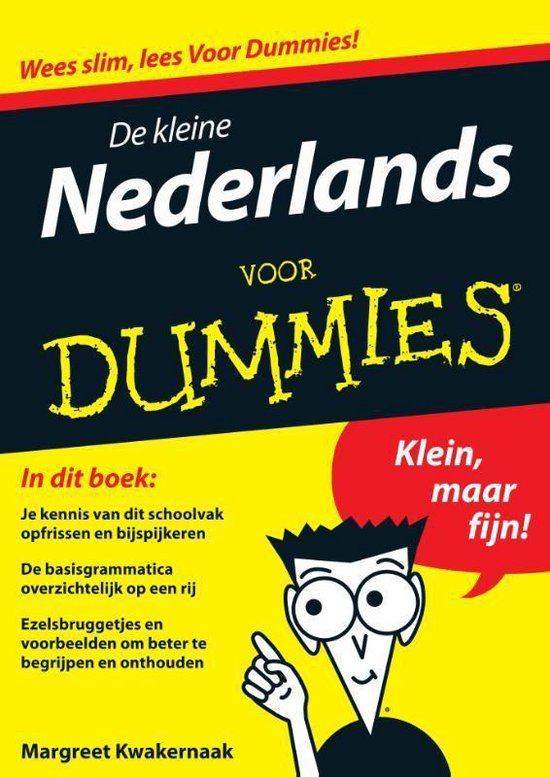 Wees slim, lees Voor Dummies!
De kleine
Nederlands
VOOR
DUMMIES®
Klein,
maar
fijn!
In dit boek:
Je kennis van dit schoolvak
opfrissen en bijspijkeren
De basisgrammatica
overzichtelijk op een rij
Ezelsbruggetjes en
voorbeelden om beter te
begrijpen en onthouden
®
Margreet Kwakernaak